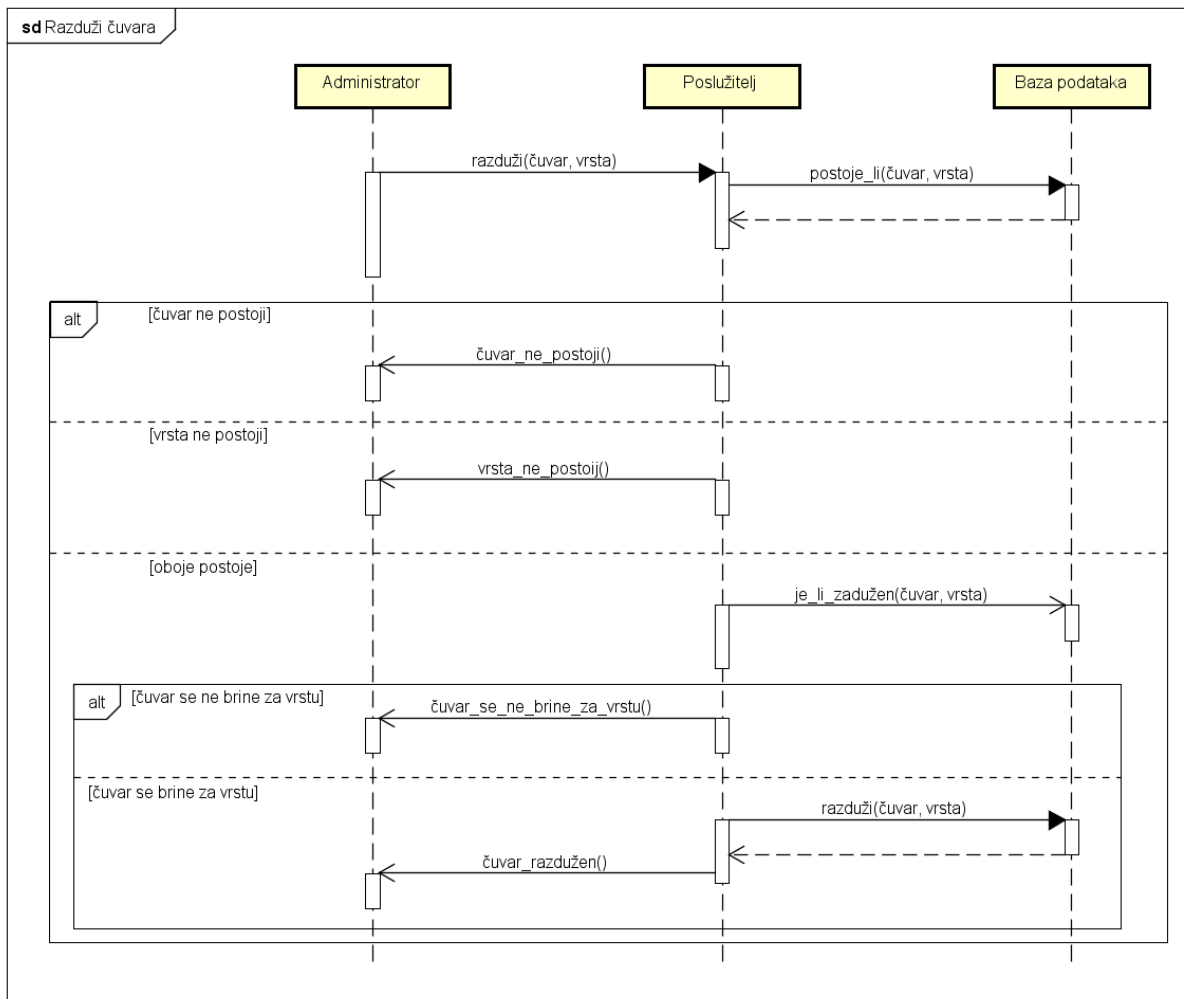 sd Razduži čuvara
Administrator
Poslužitelj
Baza podataka
razduži(čuvar, vrsta)
postoje_li(čuvar, vrsta)
alt
[čuvar ne postoji]
čuvar_ne_postoji()
[vrsta ne postoji]
vrsta_ne_postoij()
[oboje postoje]
je_li_zadužen(čuvar, vrsta)
alt
[čuvar se ne brine za vrstu]
čuvar_se_ne_brine_za_vrstu()
[čuvar se brine za vrstu]
razduži(čuvar, vrsta)
čuvar_razdužen()